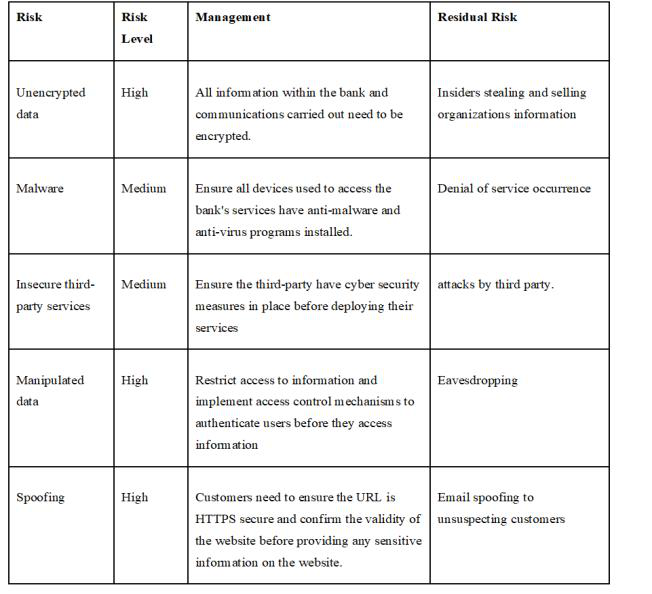 Risk
Risk
Level
Management
Residual Risk
Unencrypted
data
High
All information within the bank and
communications carried out need to be
encrypted.
Insiders stealing and selling
organizations information
Malware
Medium
Ensure all devices used to access the
bank's services have anti-malware and
anti-virus programs installed.
Denial of service occurrence
Insecure third-
party services
Medium
Ensure the third-party have cyber security
measures in place before deploying their
services
attacks by third party.
Manipulated
data
High
Restrict access to information and
implement access control mechanisms to
authenticate users before they access
information
Eavesdropping
Spoofing
High
Customers need to ensure the URL is
HTTPS secure and confirm the validity of
the website before providing any sensitive
information on the website.
Email spoofing to
unsuspecting customers